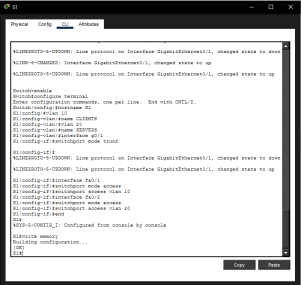 S1
Physical Config CLI Attributes
%LINEPROTO-5-UPDOWN: Line protocol on Interface GigabitEthernet0/1, changed state to down
%LINK-5-CHANGED: Interface GigabitEthernet0/1, changed state to up
%LINEPROTO-5-UPDOWN: Line protocol on Interface GigabitEthernet0/1, changed state to up
Switch>enable
Switch#configure terminal
Enter configuration commands, one per line. End with CNTL/Z.
Switch(config)#hostname S1
S1(config)#vlan 10
S1(config-vlan)#name CLIENTS
S1(config-vlan)#vlan 20
S1(config-vlan)#name SERVERS
S1(config-vlan)#interface g0/1
S1(config-if)#switchport mode trunk
S1(config-if)#
%LINEPROTO-5-UPDOWN: Line protocol on Interface GigabitEthernet0/1, changed state to down
%LINEPROTO-5-UPDOWN: Line protocol on Interface GigabitEthernet0/1, changed state to up
S1(config-if)#interface fa0/1
S1(config-if)#switchport mode access
S1(config-if)#switchport access vlan 10
S1(config-if)#interface fa0/2
S1(config-if)#switchport mode access
S1(config-if)#switchport access vlan 20
S1(config-if)#end
S1#
%SYS-5-CONFIG_I: Configured from console by console
S1#write memory
Building configuration...
[OK]
S1#
Copy Paste